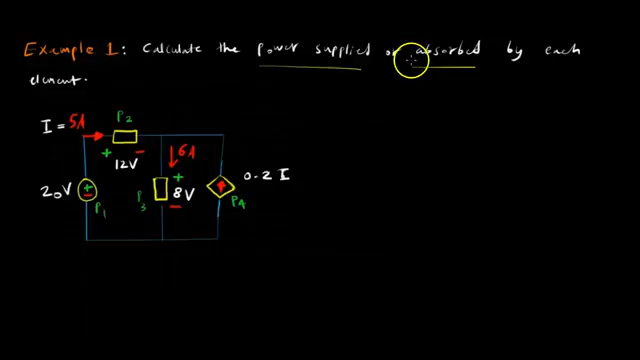 Example 1: Calculate the power supplied or absorbed by each
element.
I = 5A
P2
+ -
12V
6A
+
8V
-
P3
0.2 I
P4
20V
+
-
P1